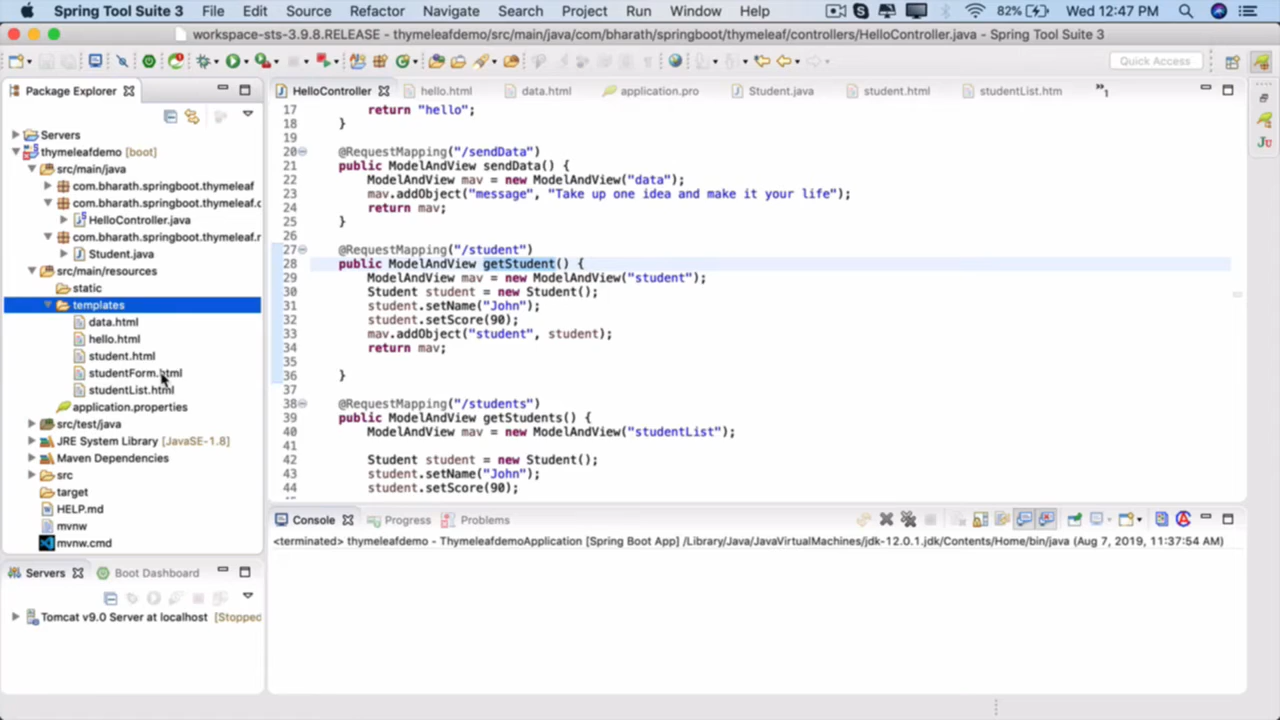 Spring Tool Suite 3 File Edit Source Refactor Navigate Search Project Run Window Help 82% Wed 12:47 PM
workspace-sts-3.9.8.RELEASE - thymeleafdemo/src/main/java/com/bharath/springboot/thymeleaf/controllers/HelloController.java - Spring Tool Suite 3
Quick Access
Package Explorer
Servers
thymeleafdemo [boot]
src/main/java
com.bharath.springboot.thymeleaf
com.bharath.springboot.thymeleaf.c
HelloController.java
com.bharath.springboot.thymeleaf.r
Student.java
src/main/resources
static
templates
data.html
hello.html
student.html
studentForm.html
studentList.html
application.properties
src/test/java
JRE System Library [JavaSE-1.8]
Maven Dependencies
src
target
HELP.md
mvnw
mvnw.cmd
Servers Boot Dashboard
Tomcat v9.0 Server at localhost [Stopped
HelloController hello.html data.html application.pro Student.java student.html studentList.htm »1
17 return "hello";
18 }
19
20 @RequestMapping("/sendData")
21 public ModelAndView sendData() {
22 ModelAndView mav = new ModelAndView("data");
23 mav.addObject("message", "Take up one idea and make it your life");
24 return mav;
25 }
26
27 @RequestMapping("/student")
28 public ModelAndView getStudent() {
29 ModelAndView mav = new ModelAndView("student");
30 Student student = new Student();
31 student.setName("John");
32 student.setScore(90);
33 mav.addObject("student", student);
34 return mav;
35
36 }
37
38 @RequestMapping("/students")
39 public ModelAndView getStudents() {
40 ModelAndView mav = new ModelAndView("studentList");
41
42 Student student = new Student();
43 student.setName("John");
44 student.setScore(90);
Console Progress Problems
<terminated> thymeleafdemo - ThymeleafdemoApplication [Spring Boot App] /Library/Java/JavaVirtualMachines/jdk-12.0.1.jdk/Contents/Home/bin/java (Aug 7, 2019, 11:37:54 AM)